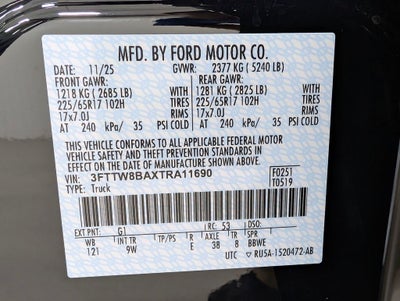 MFD. BY FORD MOTOR CO.
DATE: 11/25 GVWR: 2377 KG ( 5240 LB)
FRONT GAWR: REAR GAWR:
1218 KG ( 2685 LB) WITH 1281 KG ( 2825 LB) WITH
225/65R17 102H TIRES 225/65R17 102H TIRES
17x7.0J RIMS 17x7.0J RIMS
AT 240 kPa/ 35 PSI COLD AT 240 kPa/ 35 PSI COLD
THIS VEHICLE CONFORMS TO ALL APPLICABLE FEDERAL MOTOR
VEHICLE SAFETY AND THEFT PREVENTION STANDARDS IN EFFECT
ON THE DATE OF MANUFACTURE SHOWN ABOVE.
VIN: 3FTTW8BAXTRA11690 F0251
TYPE: Truck T0519
EXT PNT: G1 RC: 53 DSO:
WB INT TR TP/PS R AXLE TR SPR
121 9W E 38 8 BBWE
UTC ▽ RU5A-1520472-AB